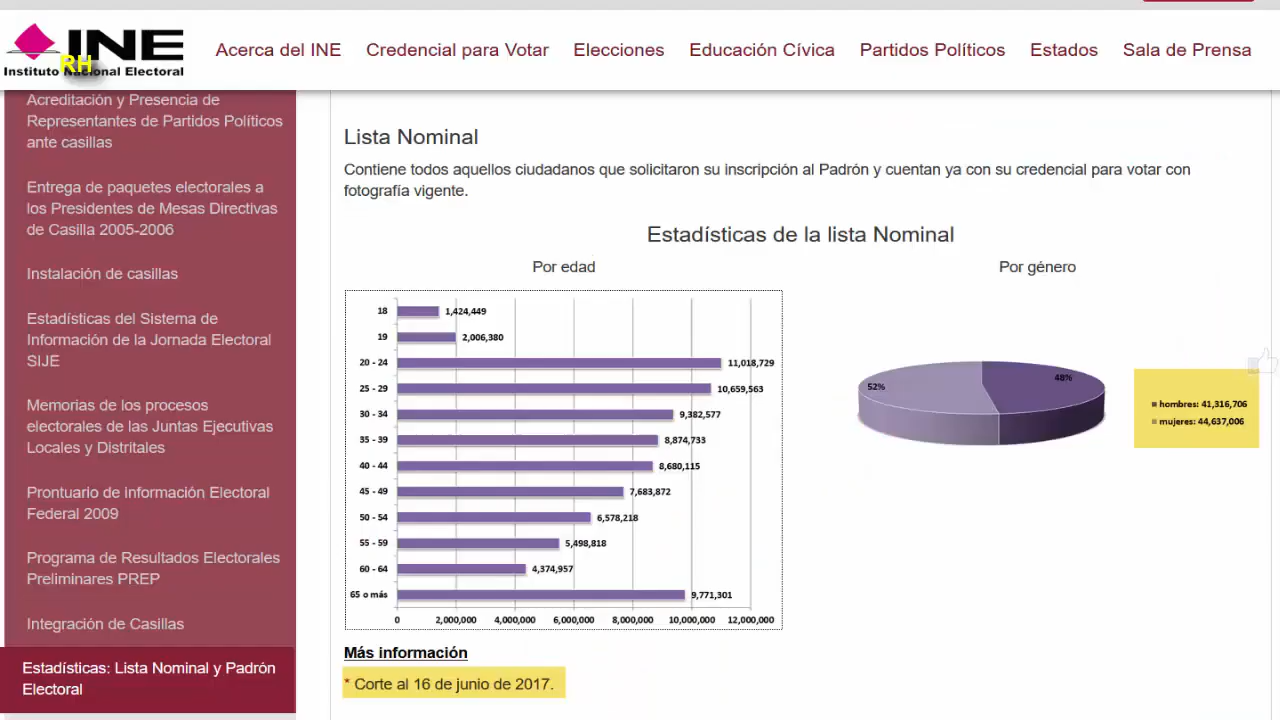 INE
Instituto Nacional Electoral
RH
Acerca del INE
Credencial para Votar
Elecciones
Educación Cívica
Partidos Políticos
Estados
Sala de Prensa
Acreditación y Presencia de
Representantes de Partidos Políticos
ante casillas
Entrega de paquetes electorales a
los Presidentes de Mesas Directivas
de Casilla 2005-2006
Instalación de casillas
Estadísticas del Sistema de
Información de la Jornada Electoral
SIJE
Memorias de los procesos
electorales de las Juntas Ejecutivas
Locales y Distritales
Prontuario de Información Electoral
Federal 2009
Programa de Resultados Electorales
Preliminares PREP
Integración de Casillas
Estadísticas: Lista Nominal y Padrón
Electoral
Lista Nominal
Contiene todos aquellos ciudadanos que solicitaron su inscripción al Padrón y cuentan ya con su credencial para votar con
fotografía vigente.
Estadísticas de la lista Nominal
Por edad
18 1,424,449
19 2,006,380
20 - 24 11,018,729
25 - 29 10,659,563
30 - 34 9,382,577
35 - 39 8,874,733
40 - 44 8,680,115
45 - 49 7,683,872
50 - 54 6,578,218
55 - 59 5,498,818
60 - 64 4,374,957
65 o más 9,771,301
0 2,000,000 4,000,000 6,000,000 8,000,000 10,000,000 12,000,000
Por género
52%
48%
hombres: 41,316,706
mujeres: 44,637,006
Más información
* Corte al 16 de junio de 2017.